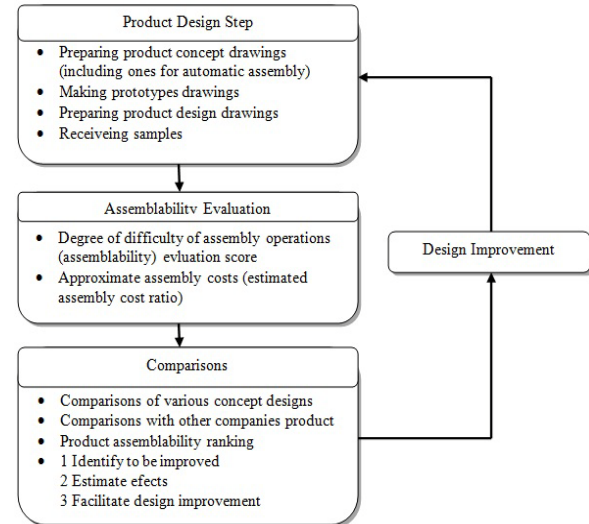 Product Design Step
• Preparing product concept drawings
(including ones for automatic assembly)
• Making prototypes drawings
• Preparing product design drawings
• Receiveing samples
Assemblability Evaluation
• Degree of difficulty of assembly operations
(assemblability) evluation score
• Approximate assembly costs (estimated
assembly cost ratio)
Design Improvement
Comparisons
• Comparisons of various concept designs
• Comparisons with other companies product
• Product assemblability ranking
• 1 Identify to be improved
2 Estimate efects
3 Facilitate design improvement